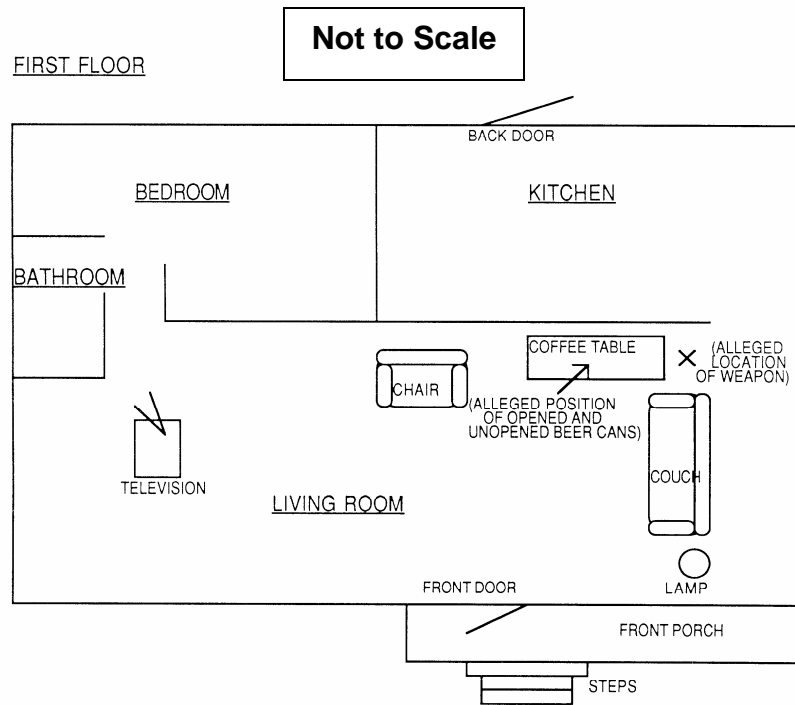 Not to Scale
FIRST FLOOR
BACK DOOR
BEDROOM
KITCHEN
BATHROOM
COFFEE TABLE
(ALLEGED
LOCATION
OF WEAPON)
CHAIR
(ALLEGED POSITION
OF OPENED AND
UNOPENED BEER CANS)
COUCH
TELEVISION
LIVING ROOM
FRONT DOOR
LAMP
FRONT PORCH
STEPS